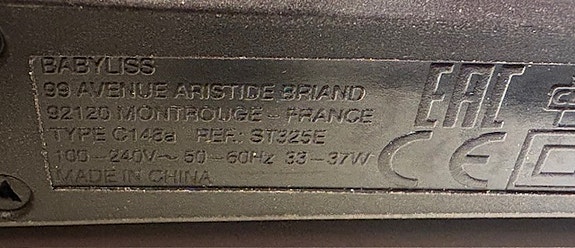 BABYLISS
99 AVENUE ARISTIDE BRIAND
92120 MONTROUGE - FRANCE
TYPE C148a REF.: ST325E
100-240V~ 50-60Hz 33-37W
MADE IN CHINA
EAC
CE